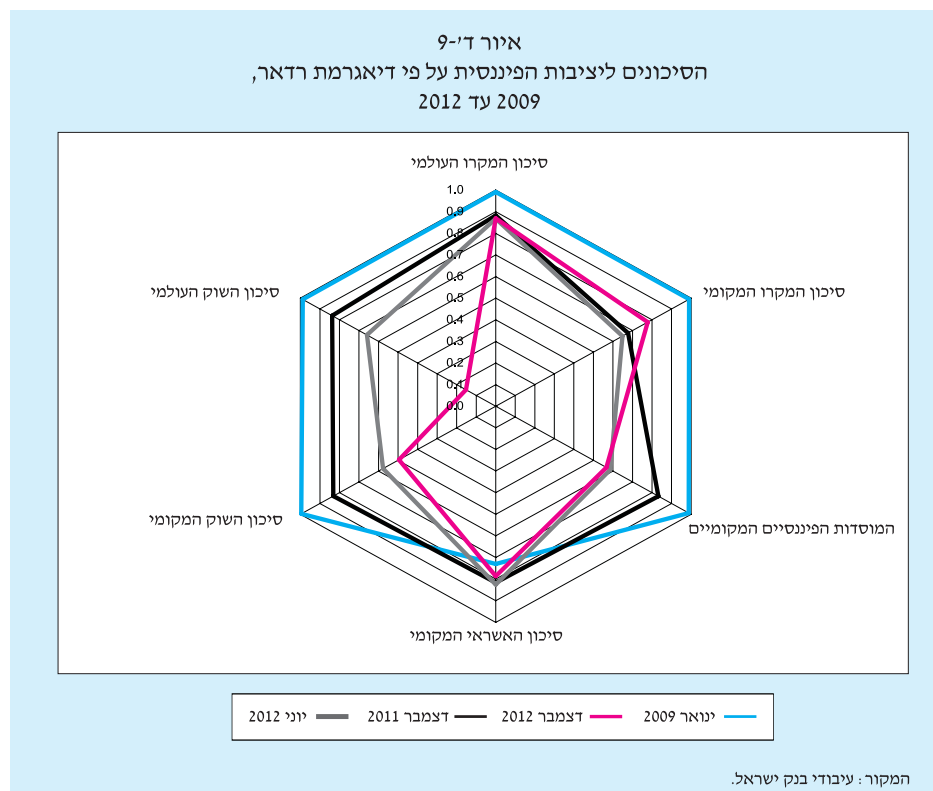 איור ד'-9
הסיכונים ליציבות הפיננסית על פי דיאגרמת רדאר,
2009 עד 2012
סיכון המקרו העולמי
1.0
0.9
0.8
0.7
0.6
0.5
0.4
0.3
0.2
0.1
0.0
סיכון המקרו המקומי
סיכון השוק העולמי
המוסדות הפיננסיים המקומיים
סיכון השוק המקומי
סיכון האשראי המקומי
ינואר 2009 דצמבר 2012 דצמבר 2011 יוני 2012
המקור: עיבודי בנק ישראל.